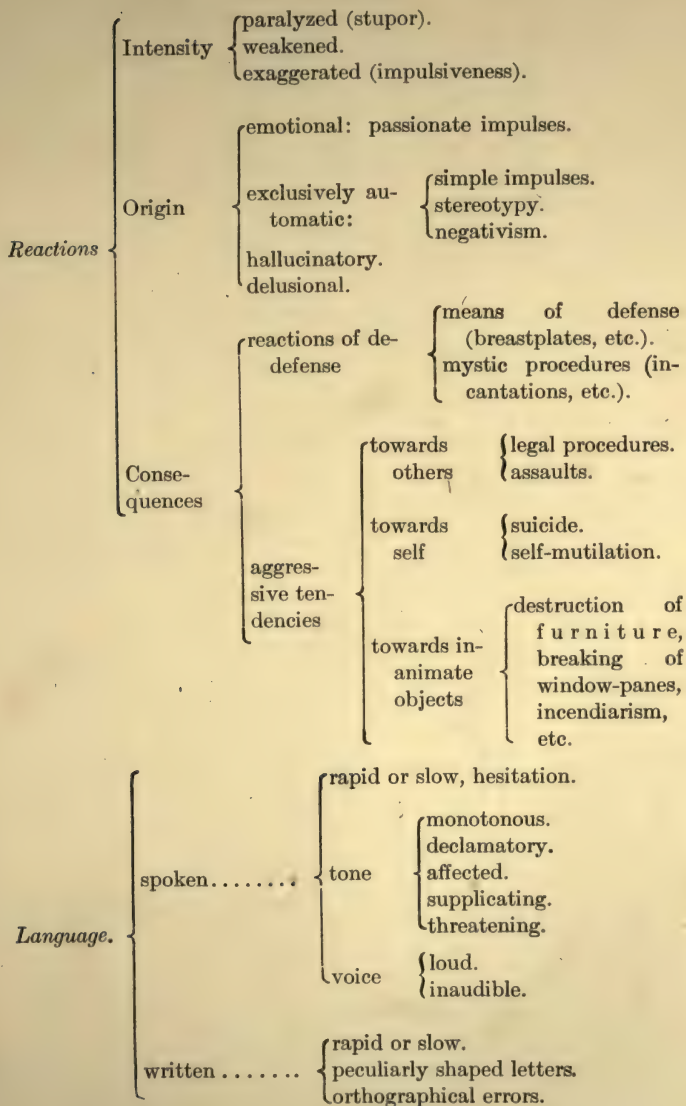 Reactions
Intensity
paralyzed (stupor).
weakened.
exaggerated (impulsiveness).
Origin
emotional: passionate impulses.
exclusively au-
tomatic:
simple impulses.
stereotypy.
negativism.
hallucinatory.
delusional.
Conse-
quences
reactions of de-
defense
means of defense
(breastplates, etc.).
mystic procedures (in-
cantations, etc.).
aggres-
sive ten-
dencies
towards
others
legal procedures.
assaults.
towards
self
suicide.
self-mutilation.
towards in-
animate
objects
destruction of
furniture,
breaking of
window-panes,
incendiarism,
etc.
Language.
spoken........
rapid or slow, hesitation.
tone
monotonous.
declamatory.
affected.
supplicating.
threatening.
voice
loud.
inaudible.
written .......
rapid or slow.
peculiarly shaped letters.
orthographical errors.